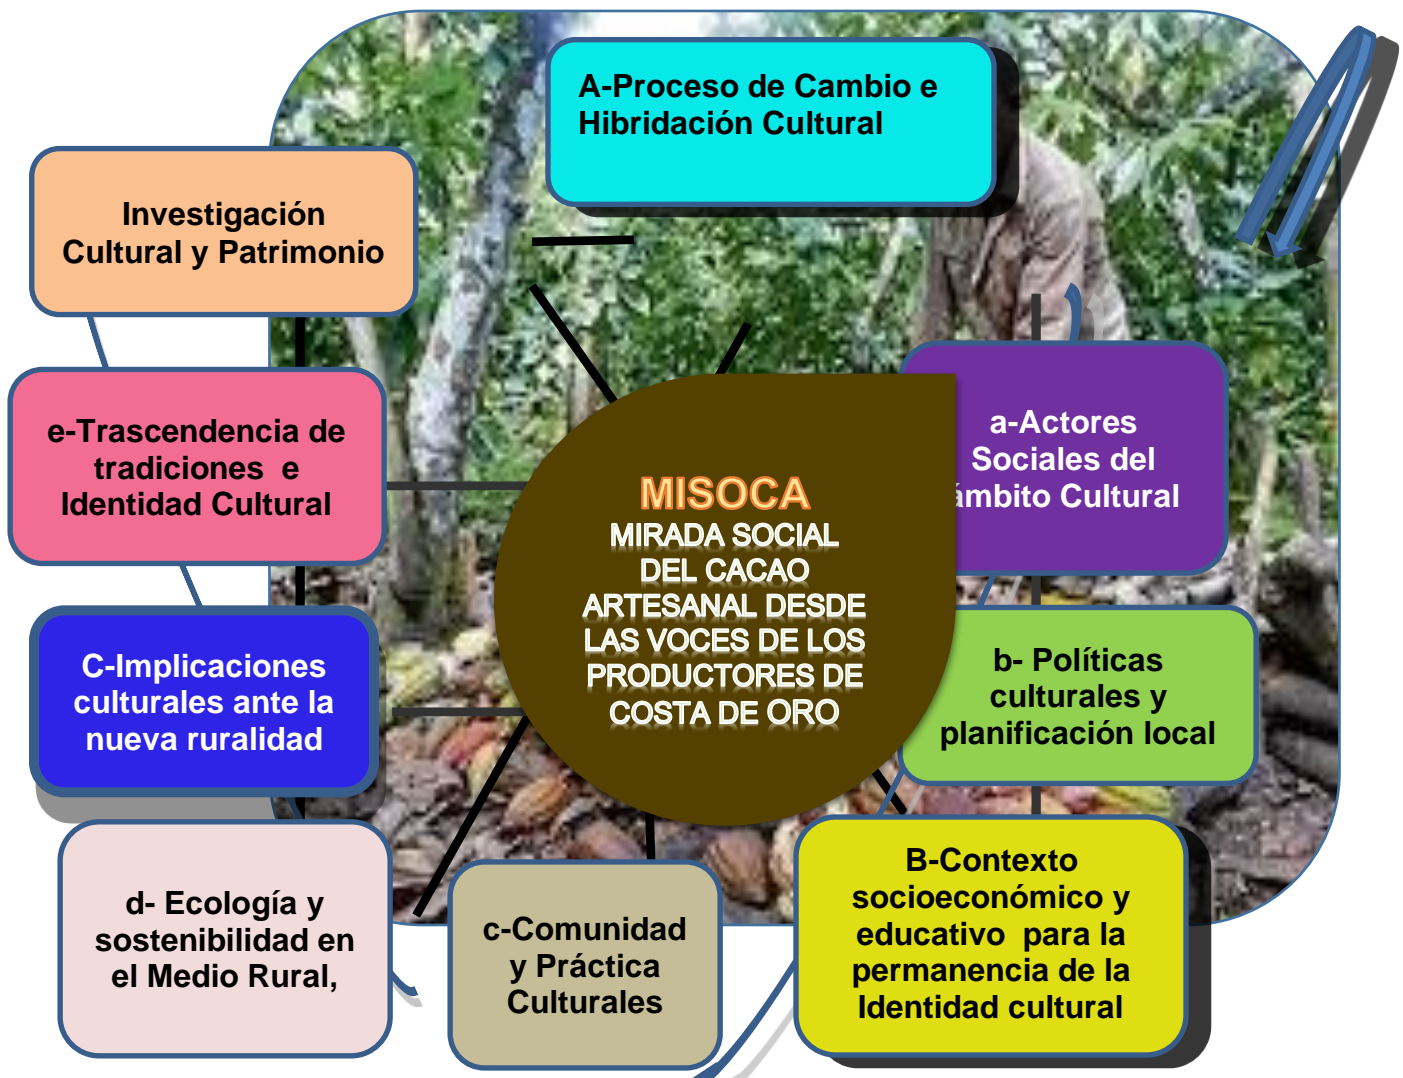 A-Proceso de Cambio e
Hibridación Cultural
Investigación
Cultural y Patrimonio
e-Trascendencia de
tradiciones e
Identidad Cultural
a-Actores
Sociales del
ámbito Cultural
MISOCA
MIRADA SOCIAL
DEL CACAO
ARTESANAL DESDE
LAS VOCES DE LOS
PRODUCTORES DE
COSTA DE ORO
C-Implicaciones
culturales ante la
nueva ruralidad
b- Políticas
culturales y
planificación local
d- Ecología y
sostenibilidad en
el Medio Rural,
c-Comunidad
y Práctica
Culturales
B-Contexto
socioeconómico y
educativo para la
permanencia de la
Identidad cultural